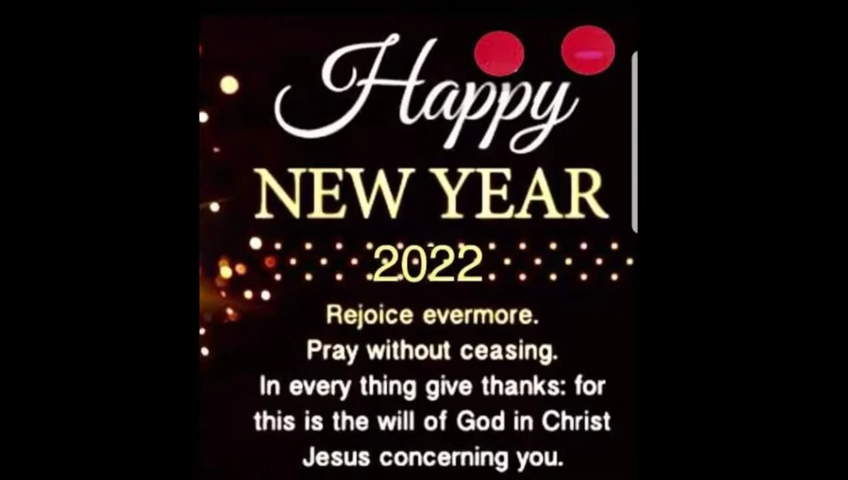 Happy
NEW YEAR
2022
Rejoice evermore.
Pray without ceasing.
In every thing give thanks: for
this is the will of God in Christ
Jesus concerning you.